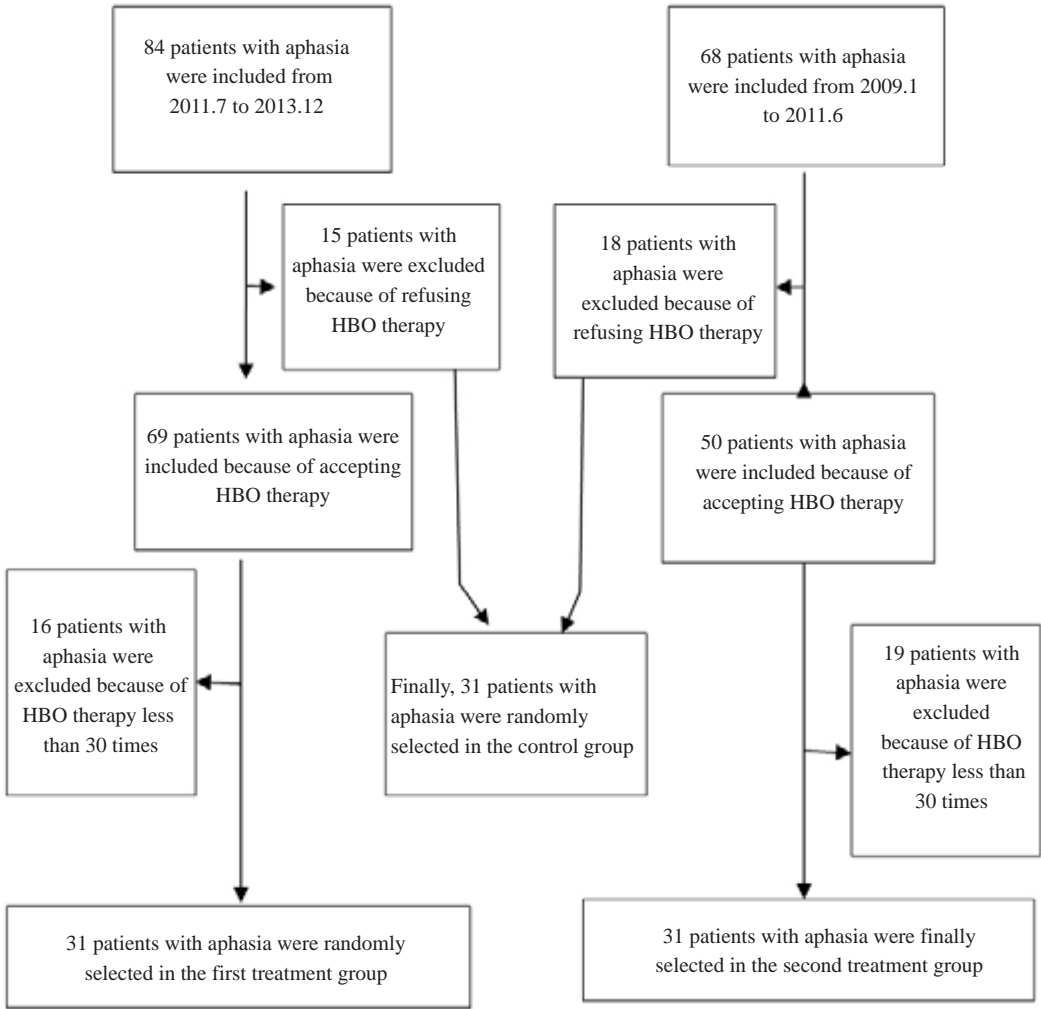 84 patients with aphasia
were included from
2011.7 to 2013.12
68 patients with aphasia
were included from 2009.1
to 2011.6
15 patients with
aphasia were excluded
because of refusing
HBO therapy
18 patients with
aphasia were
excluded because of
refusing HBO therapy
69 patients with aphasia were
included because of accepting
HBO therapy
50 patients with aphasia
were included because of
accepting HBO therapy
16 patients with
aphasia were
excluded because of
HBO therapy less
than 30 times
Finally, 31 patients with
aphasia were randomly
selected in the control group
19 patients with
aphasia were
excluded
because of HBO
therapy less than
30 times
31 patients with aphasia were randomly
selected in the first treatment group
31 patients with aphasia were finally
selected in the second treatment group